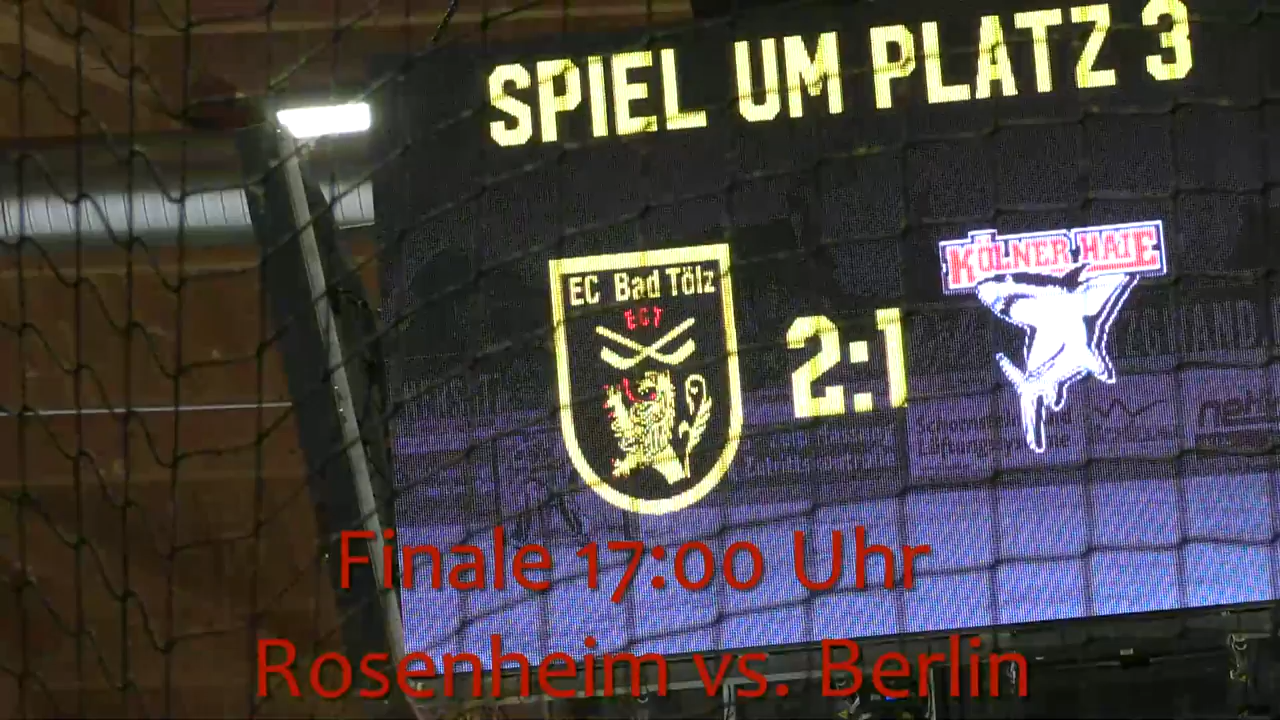 SPIEL UM PLATZ 3
EC Bad Tölz
ECT
2:1
KÖLNER HAIE
Finale 17:00 Uhr
Rosenheim vs. Berlin